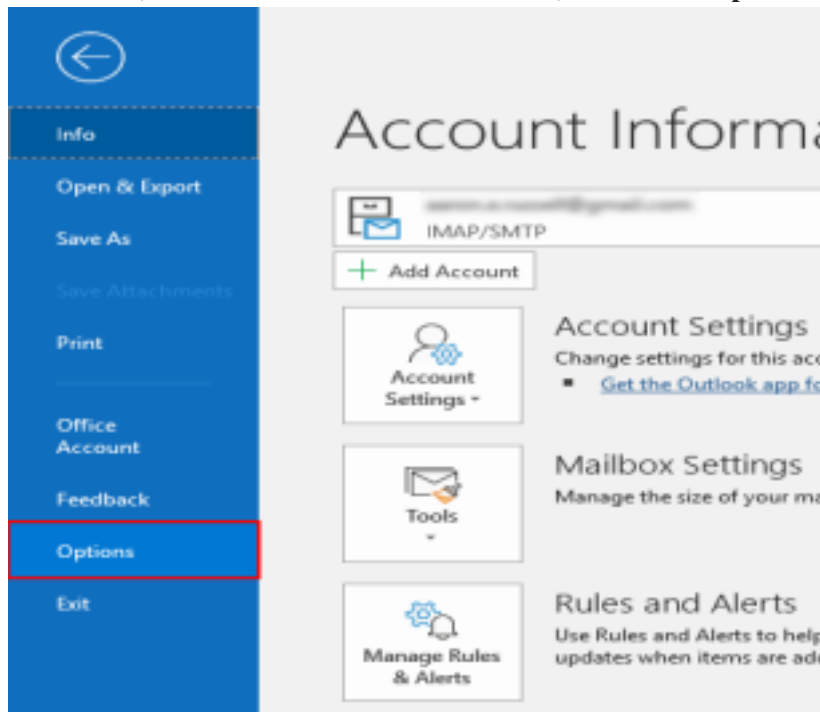 Info
Open & Export
Save As
Save Attachments
Print
Office
Account
Feedback
Options
Exit
Account Informa
IMAP/SMTP
+ Add Account
Account
Settings
Account Settings
Change settings for this acc
Get the Outlook app fo
Tools
Mailbox Settings
Manage the size of your ma
Manage Rules
& Alerts
Rules and Alerts
Use Rules and Alerts to help
updates when items are ad